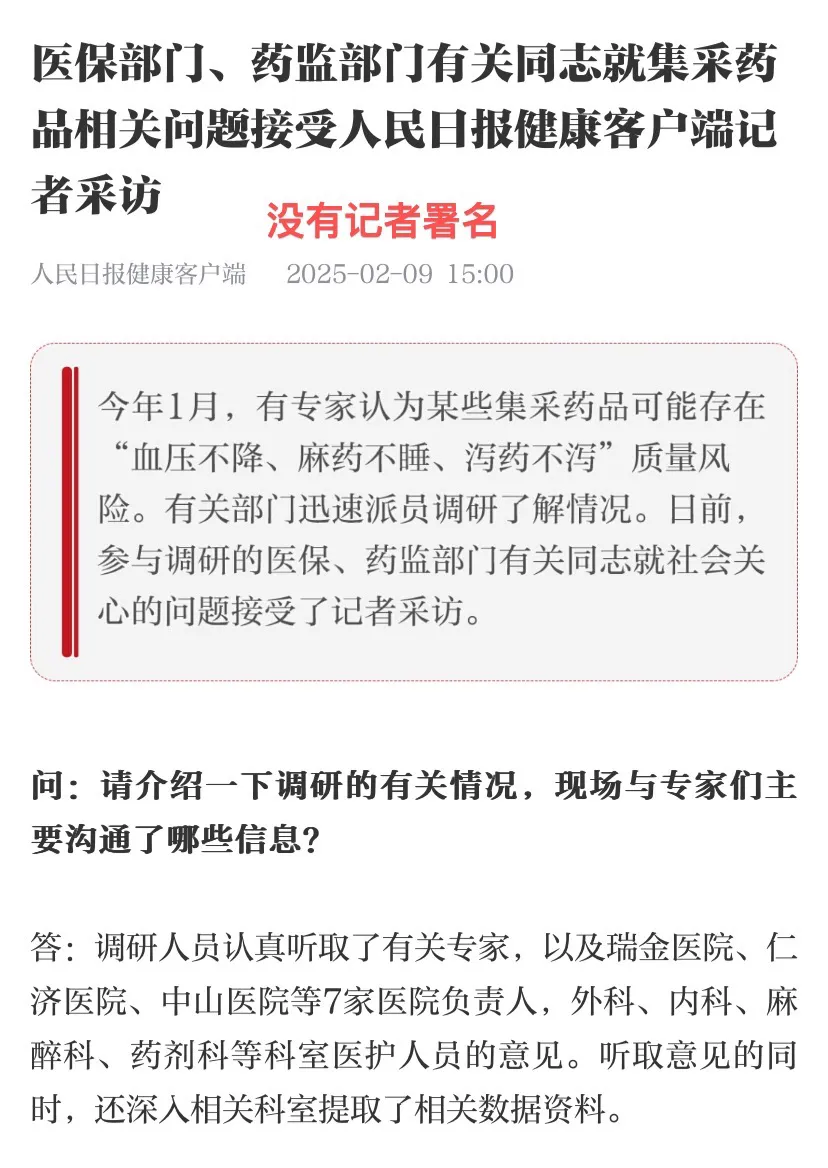 医保部门、药监部门有关同志就集采药
品相关问题接受人民日报健康客户端记
者采访
没有记者署名
人民日报健康客户端 2025-02-09 15:00
今年1月，有专家认为某些集采药品可能存在
“血压不降、麻药不睡、泻药不泻”质量风
险。有关部门迅速派员调研了解情况。日前，
参与调研的医保、药监部门有关同志就社会关
心的问题接受了记者采访。
问：请介绍一下调研的有关情况，现场与专家们主
要沟通了哪些信息？
答：调研人员认真听取了有关专家，以及瑞金医院、仁
济医院、中山医院等7家医院负责人，外科、内科、麻
醉科、药剂科等科室医护人员的意见。听取意见的同
时，还深入相关科室提取了相关数据资料。